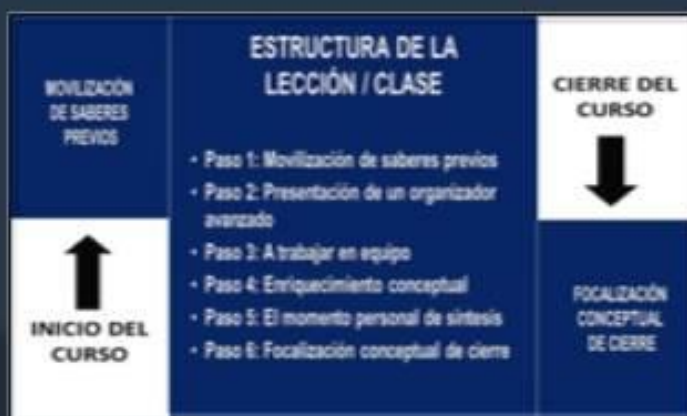 MOVILIZACIÓN
DE SABERES
PREVIOS
INICIO DEL
CURSO
ESTRUCTURA DE LA
LECCIÓN / CLASE
• Paso 1: Movilización de saberes previos
• Paso 2: Presentación de un organizador
avanzado
• Paso 3: A trabajar en equipo
• Paso 4: Enriquecimiento conceptual
• Paso 5: El momento personal de síntesis
• Paso 6: Focalización conceptual de cierre
CIERRE DEL
CURSO
FOCALIZACIÓN
CONCEPTUAL
DE CIERRE